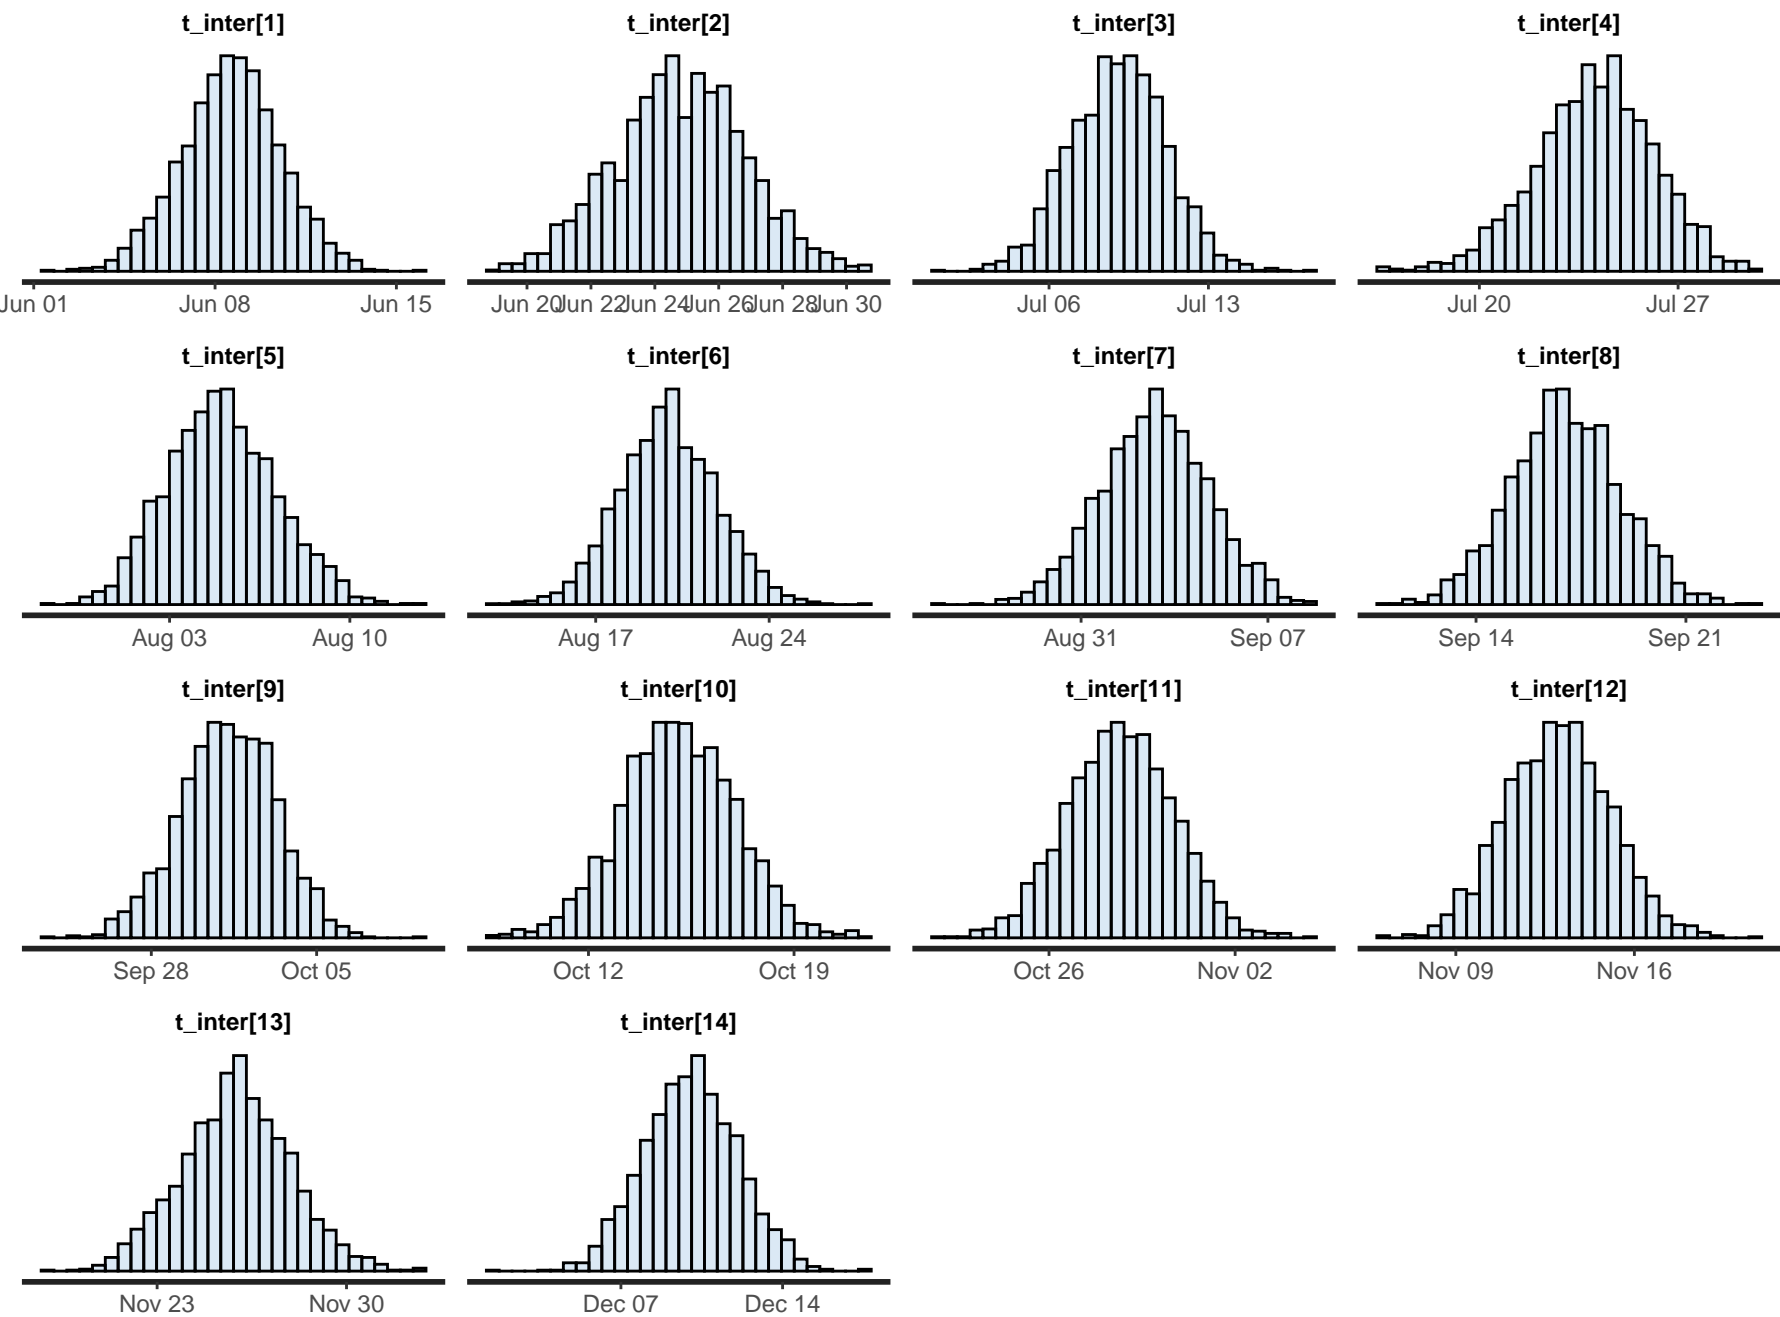 t_inter[1] t_inter[2] t_inter[3] t_inter[4]
Jun 01 Jun 08 Jun 15 Jun 20 Jun 22 Jun 24 Jun 26 Jun 28 Jun 30 Jul 06 Jul 13 Jul 20 Jul 27
t_inter[5] t_inter[6] t_inter[7] t_inter[8]
Aug 03 Aug 10 Aug 17 Aug 24 Aug 31 Sep 07 Sep 14 Sep 21
t_inter[9] t_inter[10] t_inter[11] t_inter[12]
Sep 28 Oct 05 Oct 12 Oct 19 Oct 26 Nov 02 Nov 09 Nov 16
t_inter[13] t_inter[14]
Nov 23 Nov 30 Dec 07 Dec 14